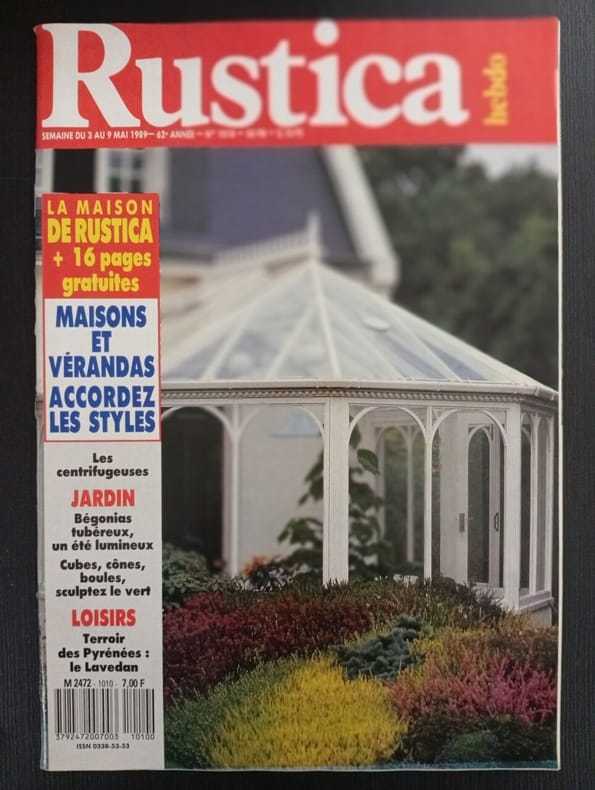 Rustica
hebdo
SEMAINE DU 3 AU 9 MAI 1989 — 62e ANNÉE – N° 1010
LA MAISON
DE RUSTICA
+ 16 pages
gratuites
MAISONS
ET
VÉRANDAS
ACCORDEZ
LES STYLES
Les
centrifugeuses
JARDIN
Bégonias
tubéreux,
un été lumineux
Cubes, cônes,
boules,
sculptez le vert
LOISIRS
Terroir
des Pyrénées :
le Lavedan
M 2472 - 1010 - 7,00 F
3792472007003 10100
ISSN 0338-53-53